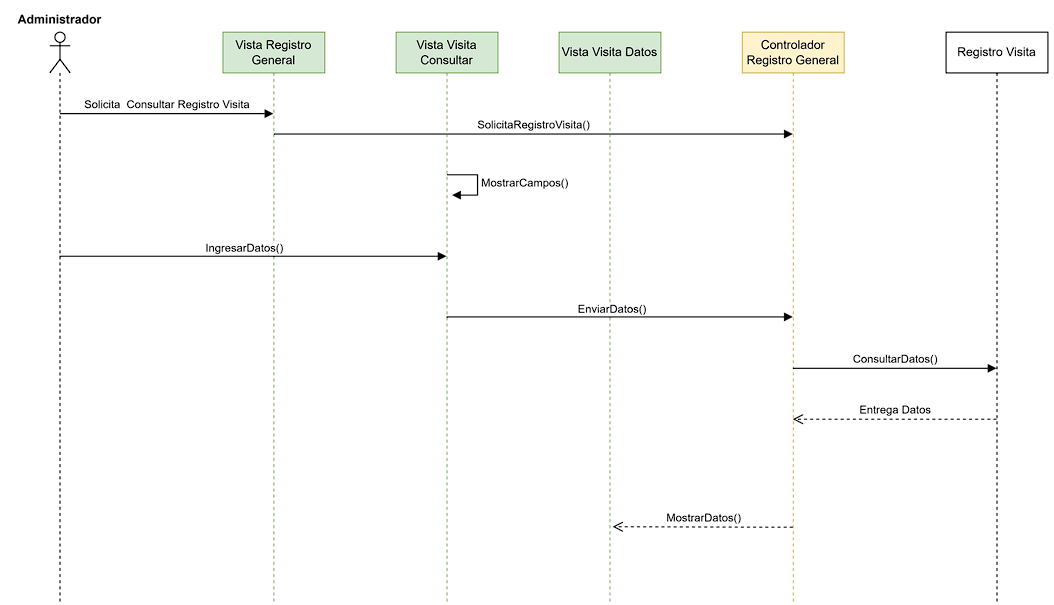 Administrador
Vista Registro
General
Vista Visita
Consultar
Vista Visita Datos
Controlador
Registro General
Registro Visita
Solicita  Consultar Registro Visita
SolicitaRegistroVisita()
MostrarCampos()
IngresarDatos()
EnviarDatos()
ConsultarDatos()
Entrega Datos
MostrarDatos()